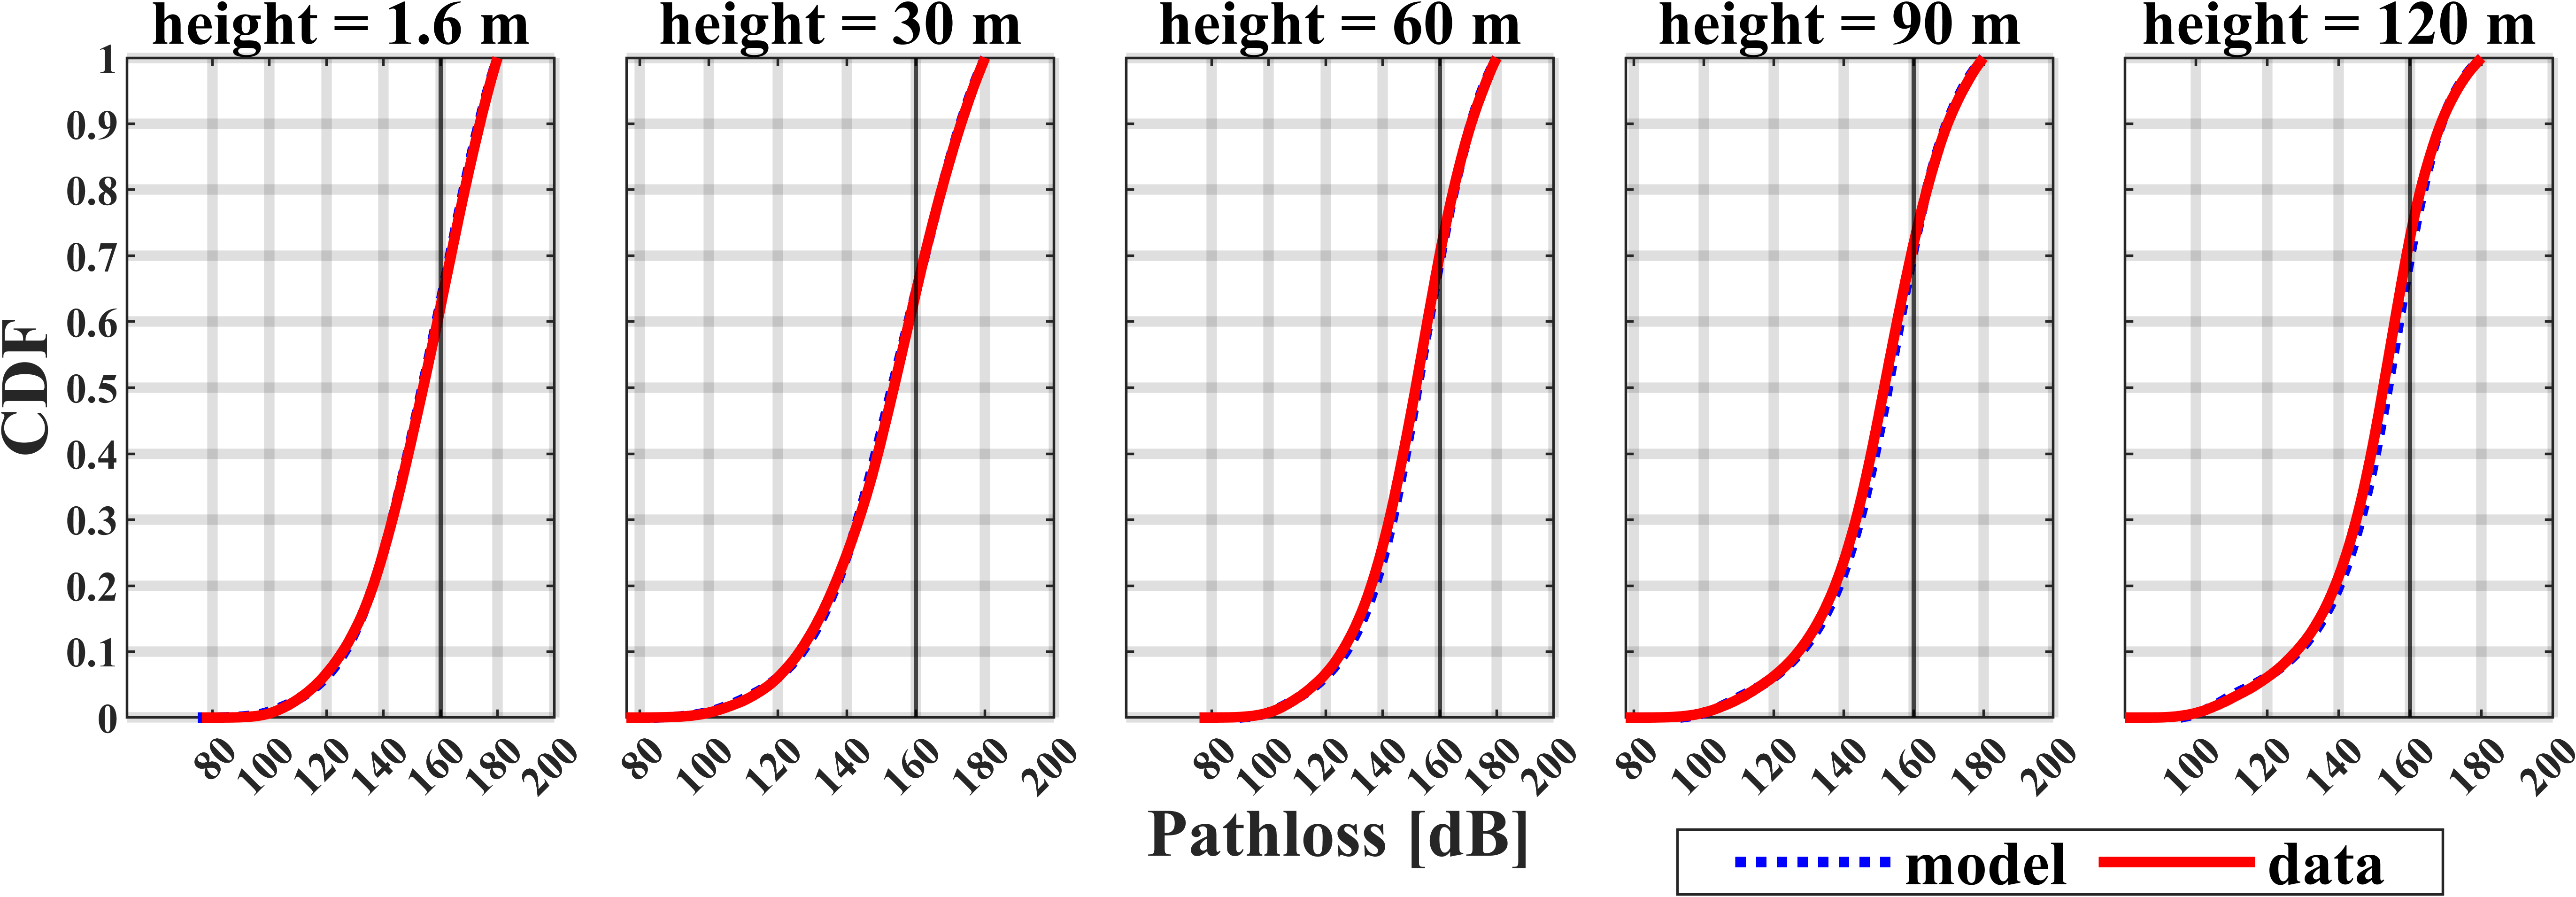 height = 1.6 m
height = 30 m
height = 60 m
height = 90 m
height = 120 m
CDF
1
0.9
0.8
0.7
0.6
0.5
0.4
0.3
0.2
0.1
0
80 100 120 140 160 180 200
80 100 120 140 160 180 200
80 100 120 140 160 180 200
80 100 120 140 160 180 200
100 120 140 160 180 200
Pathloss [dB]
model
data